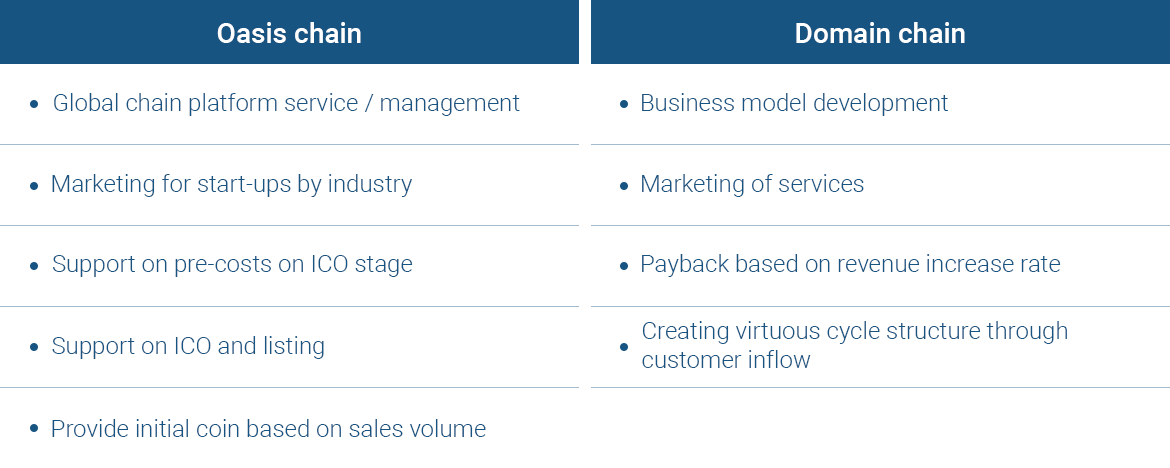 Oasis chain
• Global chain platform service / management
• Marketing for start-ups by industry
• Support on pre-costs on ICO stage
• Support on ICO and listing
• Provide initial coin based on sales volume
Domain chain
• Business model development
• Marketing of services
• Payback based on revenue increase rate
• Creating virtuous cycle structure through
customer inflow